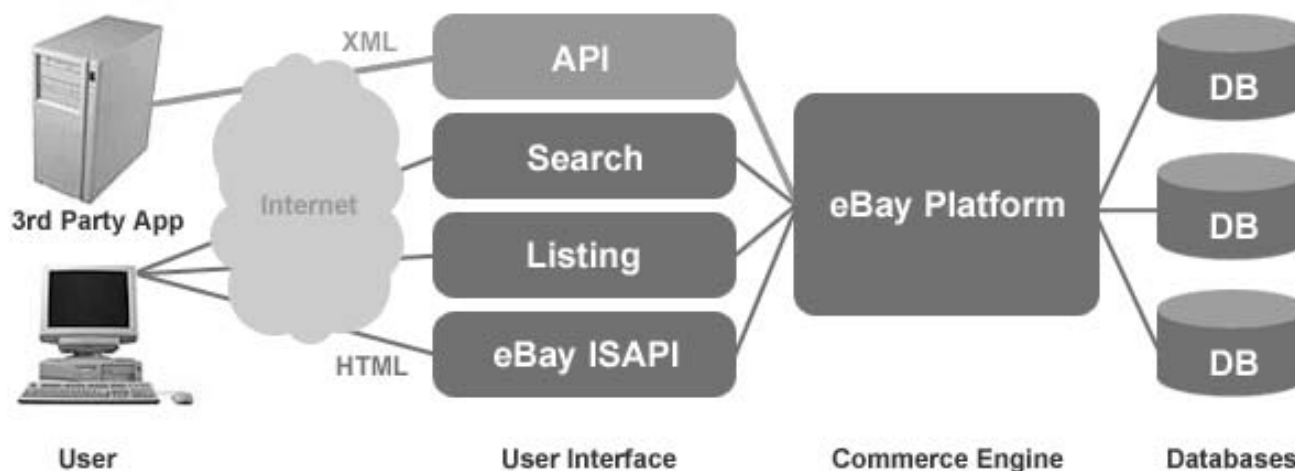 XML
API
Search
Internet
3rd Party App
Listing
HTML
eBay ISAPI
eBay Platform
DB
DB
DB
User
User Interface
Commerce Engine
Databases